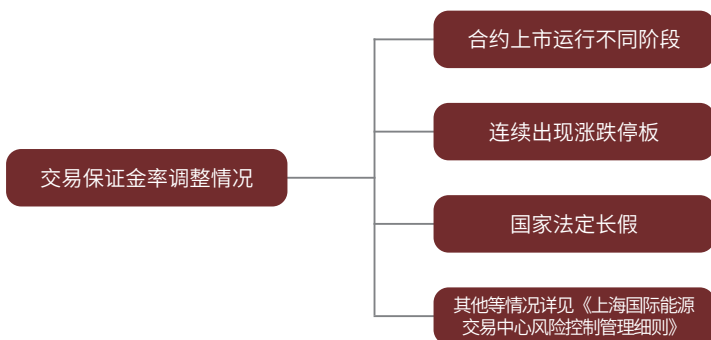 合约上市运行不同阶段
连续出现涨跌停板
交易保证金率调整情况
国家法定长假
其他等情况详见《上海国际能源
交易中心风险控制管理细则》